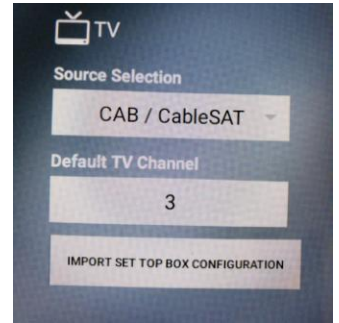 TV
Source Selection
CAB / CableSAT
Default TV Channel
3
IMPORT SET TOP BOX CONFIGURATION